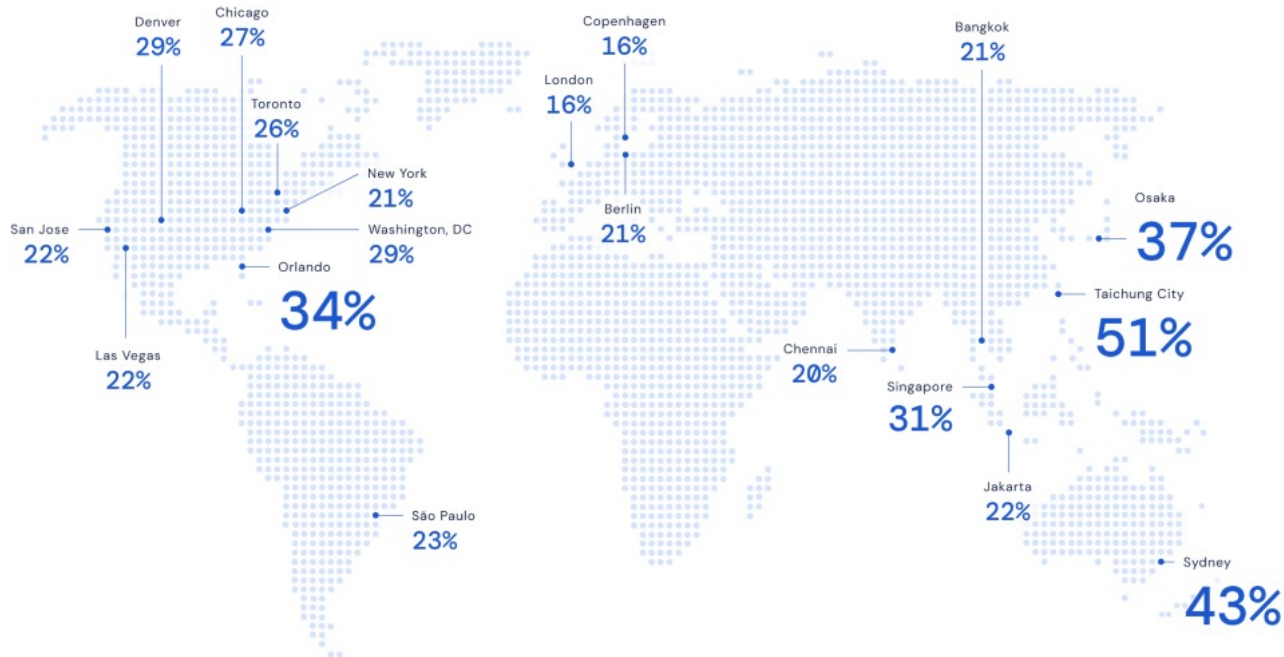 Denver
29%
Chicago
27%
Copenhagen
16%
Bangkok
21%
London
16%
Toronto
26%
New York
21%
San Jose
22%
Washington, DC
29%
Berlin
21%
Osaka
37%
Orlando
34%
Taichung City
51%
Las Vegas
22%
Chennai
20%
Singapore
31%
Jakarta
22%
São Paulo
23%
Sydney
43%